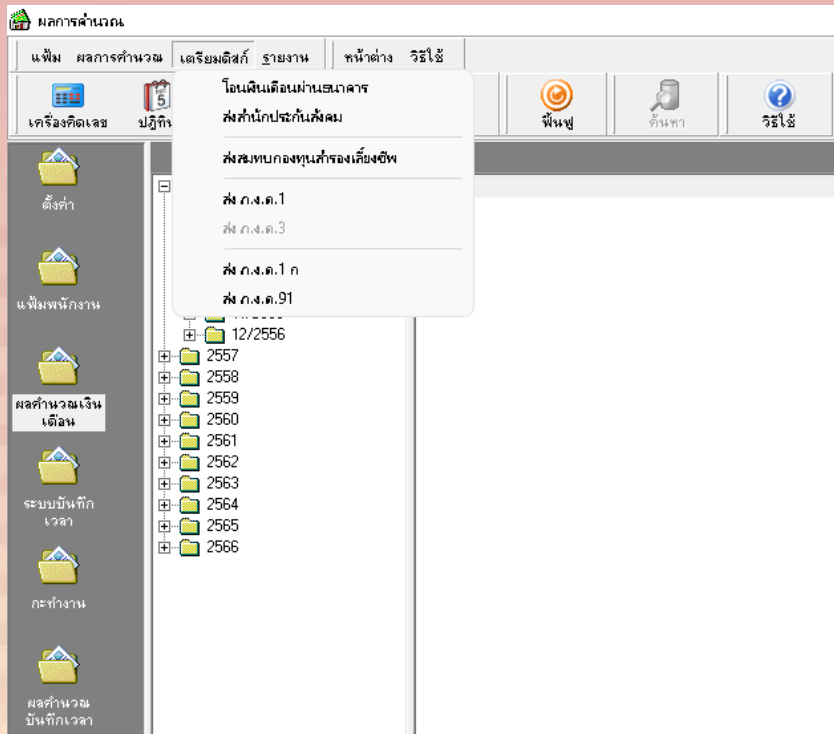 ผลการคำนวณ
แฟ้ม ผลการคำนวณ เตรียมดิสก์ รายงาน หน้าต่าง วิธีใช้
เครื่องคิดเลข
ฟื้นฟู
ค้นหา
วิธีใช้
โอนเงินเดือนผ่านธนาคาร
ส่งสำนักประกันสังคม
ส่งสมทบกองทุนสำรองเลี้ยงชีพ
ส่ง ภ.ง.ด.1
ส่ง ภ.ง.ด.3
ส่ง ภ.ง.ด.1 ก
ส่ง ภ.ง.ด.91
ตั้งค่า
แฟ้มพนักงาน
ผลคำนวณเงิน
เดือน
ระบบบันทึก
เวลา
กะทำงาน
ผลคำนวณ
บันทึกเวลา
12/2556
2557
2558
2559
2560
2561
2562
2563
2564
2565
2566